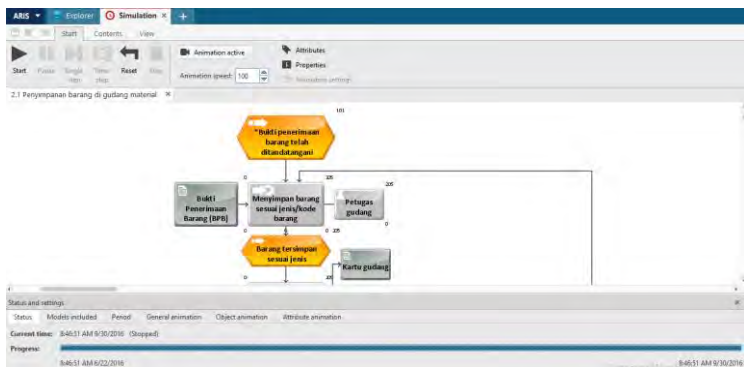 ARIS Explorer Simulation × +
Start Contents View
Animation active
Attributes
Properties
Start Pause Single step Time step Reset Stop
Animation speed: 100
2.1 Penyimpanan barang di gudang material ×
"Bukti penerimaan
barang telah
ditandatangani
Bukti
Penerimaan
Barang (BPB)
Menyimpan barang
sesuai jenis/kode
barang
Petugas
gudang
Barang tersimpan
sesuai jenis
Kartu gudang
Status and settings
Status Models included Period General animation Object animation Attribute animation
Current time: 8:46:51 AM 9/30/2016 (Stopped)
Progress:
8:46:51 AM 6/22/2016
8:46:51 AM 9/30/2016